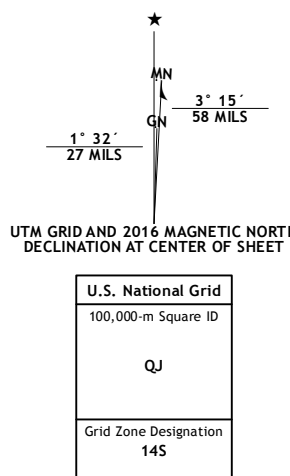 MN
3° 15´
58 MILS
GN
1° 32´
27 MILS
UTM GRID AND 2016 MAGNETIC NORTH
DECLINATION AT CENTER OF SHEET
U.S. National Grid
100,000-m Square ID
QJ
Grid Zone Designation
14S